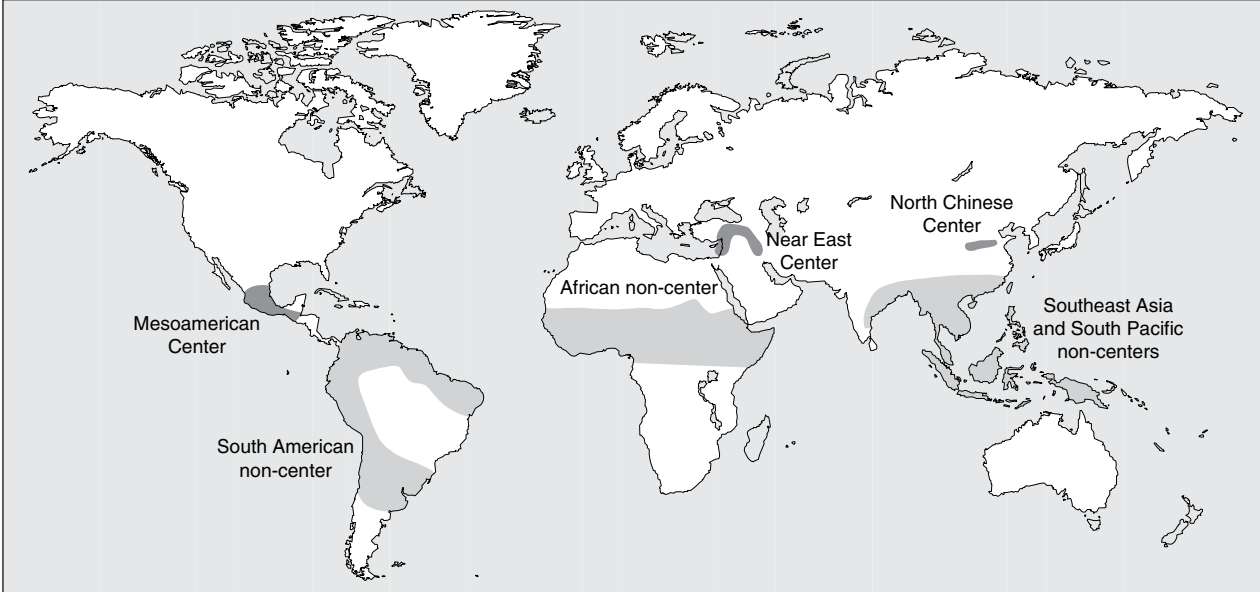 North Chinese
Center
Near East
Center
African non-center
Mesoamerican
Center
Southeast Asia
and South Pacific
non-centers
South American
non-center